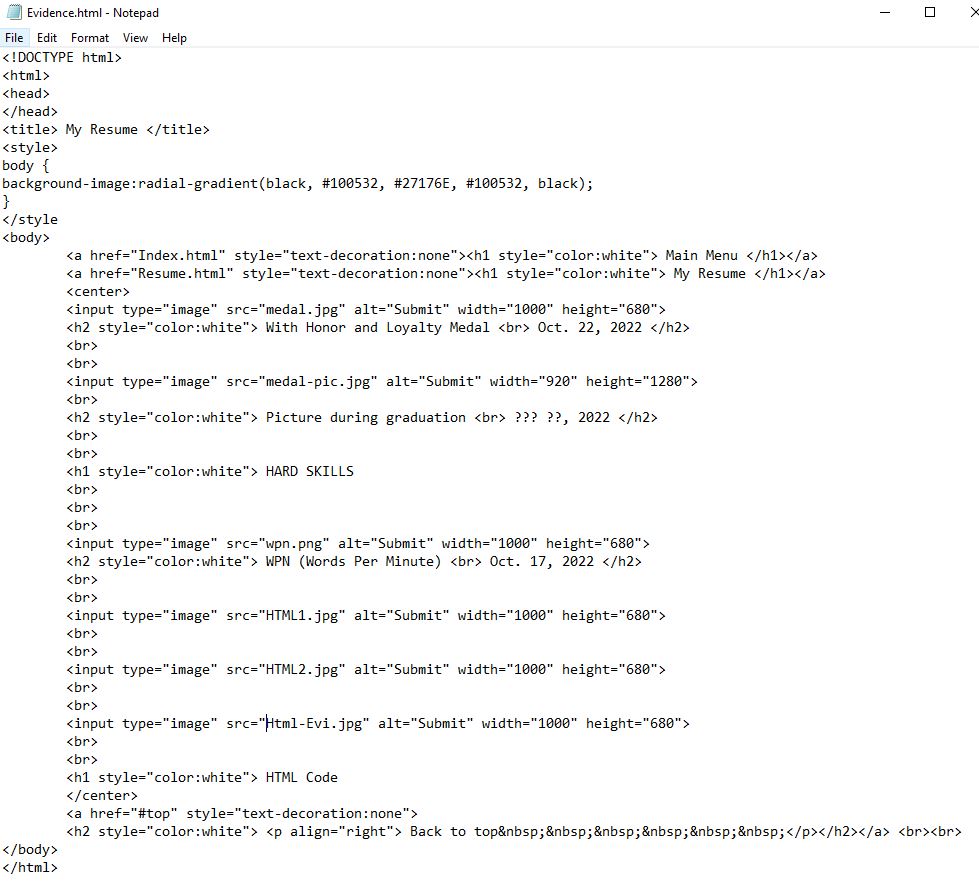 Evidence.html - Notepad
File Edit Format View Help
<!DOCTYPE html>
<html>
<head>
</head>
<title> My Resume </title>
<style>
body {
background-image:radial-gradient(black, #100532, #27176E, #100532, black);
}
</style
<body>
<a href="Index.html" style="text-decoration:none"><h1 style="color:white"> Main Menu </h1></a>
<a href="Resume.html" style="text-decoration:none"><h1 style="color:white"> My Resume </h1></a>
<center>
<input type="image" src="medal.jpg" alt="Submit" width="1000" height="680">
<h2 style="color:white"> With Honor and Loyalty Medal <br> Oct. 22, 2022 </h2>
<br>
<br>
<input type="image" src="medal-pic.jpg" alt="Submit" width="920" height="1280">
<br>
<h2 style="color:white"> Picture during graduation <br> ??? ??, 2022 </h2>
<br>
<br>
<h1 style="color:white"> HARD SKILLS
<br>
<br>
<br>
<input type="image" src="wpn.png" alt="Submit" width="1000" height="680">
<h2 style="color:white"> WPN (Words Per Minute) <br> Oct. 17, 2022 </h2>
<br>
<br>
<input type="image" src="HTML1.jpg" alt="Submit" width="1000" height="680">
<br>
<br>
<input type="image" src="HTML2.jpg" alt="Submit" width="1000" height="680">
<br>
<br>
<input type="image" src="Html-Evi.jpg" alt="Submit" width="1000" height="680">
<br>
<br>
<h1 style="color:white"> HTML Code
</center>
<a href="#top" style="text-decoration:none">
<h2 style="color:white"> <p align="right"> Back to top&nbsp;&nbsp;&nbsp;&nbsp;&nbsp;&nbsp;</p></h2></a> <br><br>
</body>
</html>